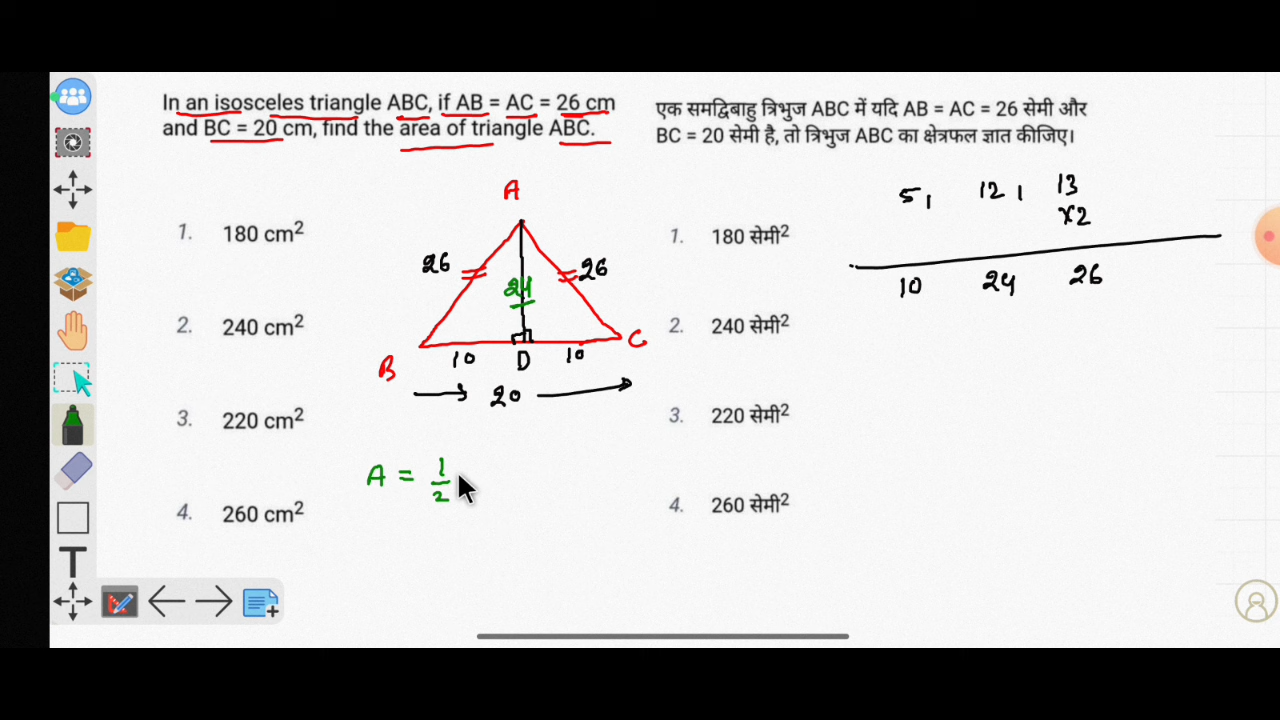 In an isosceles triangle ABC, if AB = AC = 26 cm
and BC = 20 cm, find the area of triangle ABC.
1. 180 cm²
2. 240 cm²
3. 220 cm²
4. 260 cm²
A
26
26
24
B
10
D
10
C
20
A = 1/2
एक समद्विबाहु त्रिभुज ABC में यदि AB = AC = 26 सेमी और
BC = 20 सेमी है, तो त्रिभुज ABC का क्षेत्रफल ज्ञात कीजिए।
5, 12, 13
x2
10 24 26
1. 180 सेमी²
2. 240 सेमी²
3. 220 सेमी²
4. 260 सेमी²
T